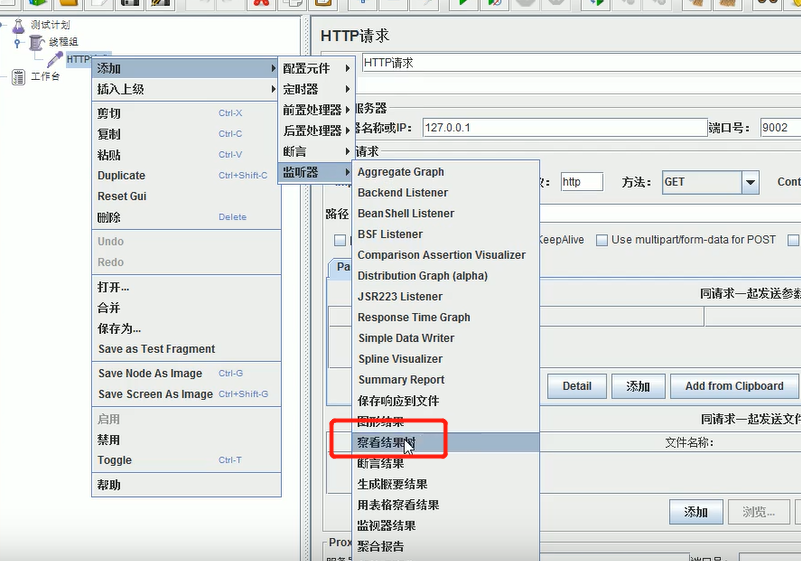 测试计划
线程组
HTTP
工作台
添加
插入上级
剪切 Ctrl-X
复制 Ctrl-C
粘贴 Ctrl-V
Duplicate Ctrl+Shift-C
Reset Gui
删除 Delete
Undo
Redo
打开...
合并
保存为...
Save as Test Fragment
Save Node As Image Ctrl-G
Save Screen As Image Ctrl+Shift-G
启用
禁用
Toggle Ctrl-T
帮助
配置元件
定时器
前置处理器
后置处理器
断言
监听器
Aggregate Graph
Backend Listener
BeanShell Listener
BSF Listener
Comparison Assertion Visualizer
Distribution Graph (alpha)
JSR223 Listener
Response Time Graph
Simple Data Writer
Spline Visualizer
Summary Report
保存响应到文件
图形结果
察看结果树
断言结果
生成概要结果
用表格察看结果
监视器结果
聚合报告
HTTP请求
HTTP请求
服务器
器名称或IP: 127.0.0.1 端口号: 9002
请求
http 方法: GET Cont
路径
KeepAlive Use multipart/form-data for POST
Pa
同请求一起发送参数
Detail 添加 Add from Clipboard
同请求一起发送文件
文件名称:
添加 浏览...
Prox